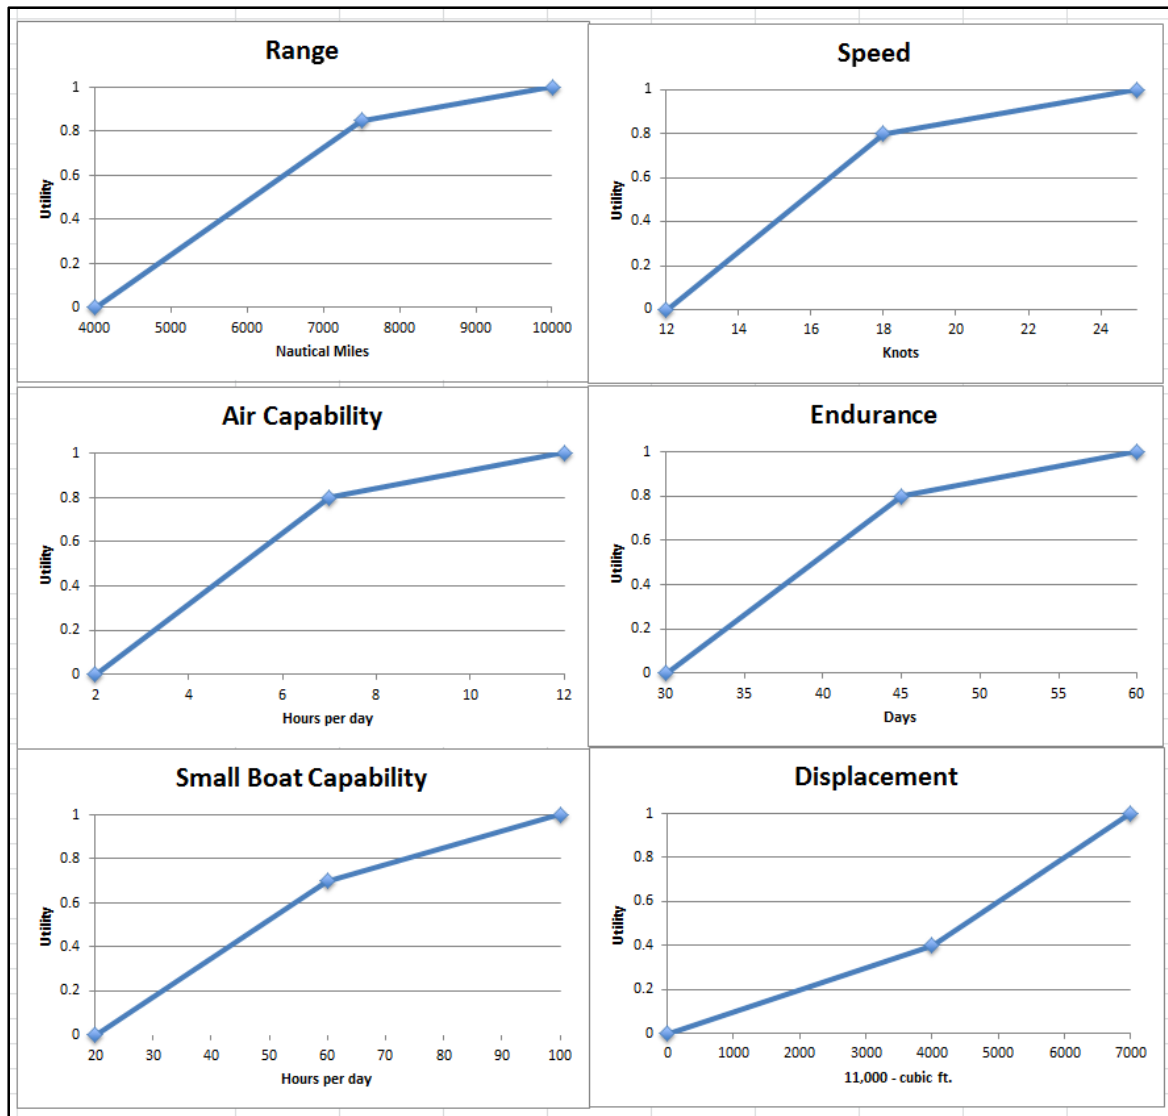 Range
1
0.8
0.6
0.4
0.2
0
Utility
4000 5000 6000 7000 8000 9000 10000
Nautical Miles
Speed
1
0.8
0.6
0.4
0.2
0
Utility
12 14 16 18 20 22 24
Knots
Air Capability
1
0.8
0.6
0.4
0.2
0
Utility
2 4 6 8 10 12
Hours per day
Endurance
1
0.8
0.6
0.4
0.2
0
Utility
30 35 40 45 50 55 60
Days
Small Boat Capability
1
0.8
0.6
0.4
0.2
0
Utility
20 30 40 50 60 70 80 90 100
Hours per day
Displacement
1
0.8
0.6
0.4
0.2
0
Utility
0 1000 2000 3000 4000 5000 6000 7000
11,000 - cubic ft.